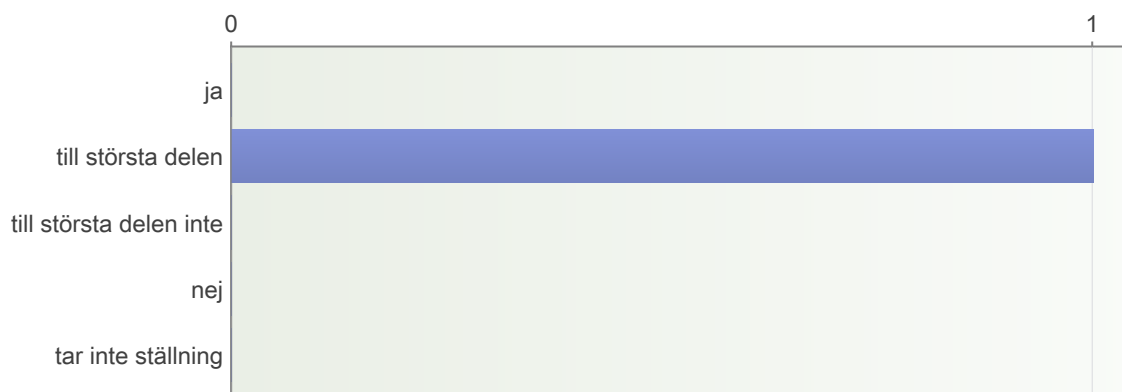 0 1
ja
till största delen
till största delen inte
nej
tar inte ställning